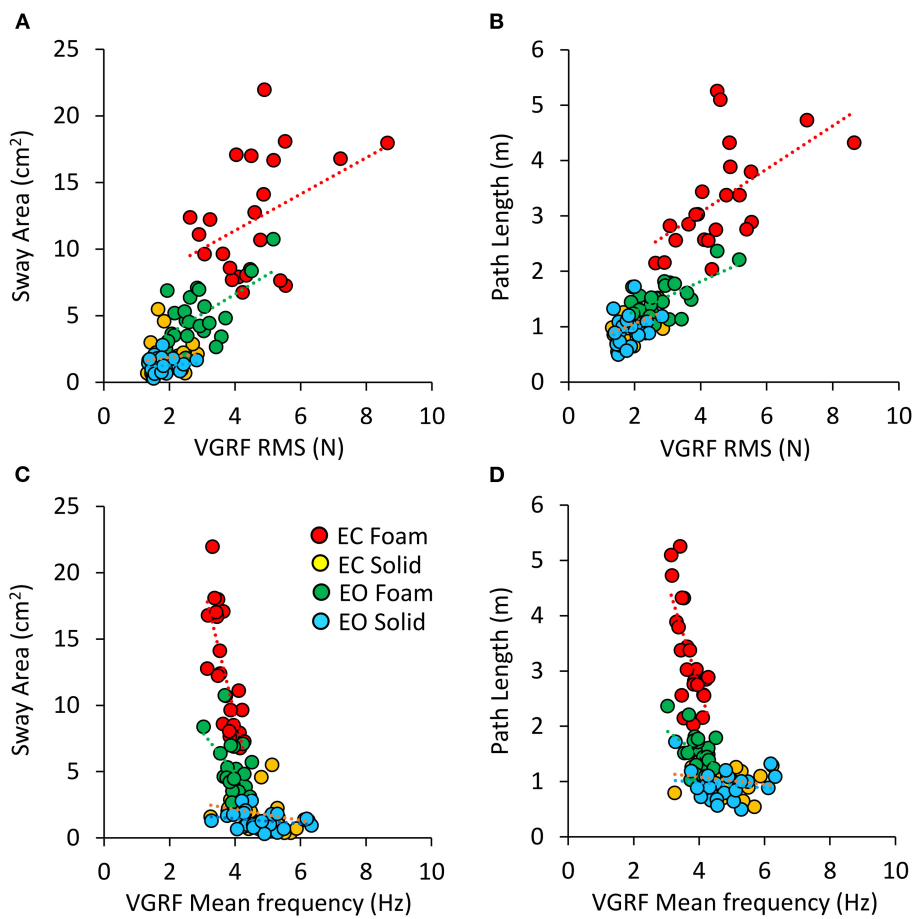 A
B
25
20
15
10
5
0
Sway Area (cm²)
0 2 4 6 8 10
VGRF RMS (N)
6
5
4
3
2
1
0
Path Length (m)
0 2 4 6 8 10
VGRF RMS (N)
C
D
25
20
15
10
5
0
Sway Area (cm²)
EC Foam
EC Solid
EO Foam
EO Solid
0 2 4 6 8 10
VGRF Mean frequency (Hz)
6
5
4
3
2
1
0
Path Length (m)
0 2 4 6 8 10
VGRF Mean frequency (Hz)